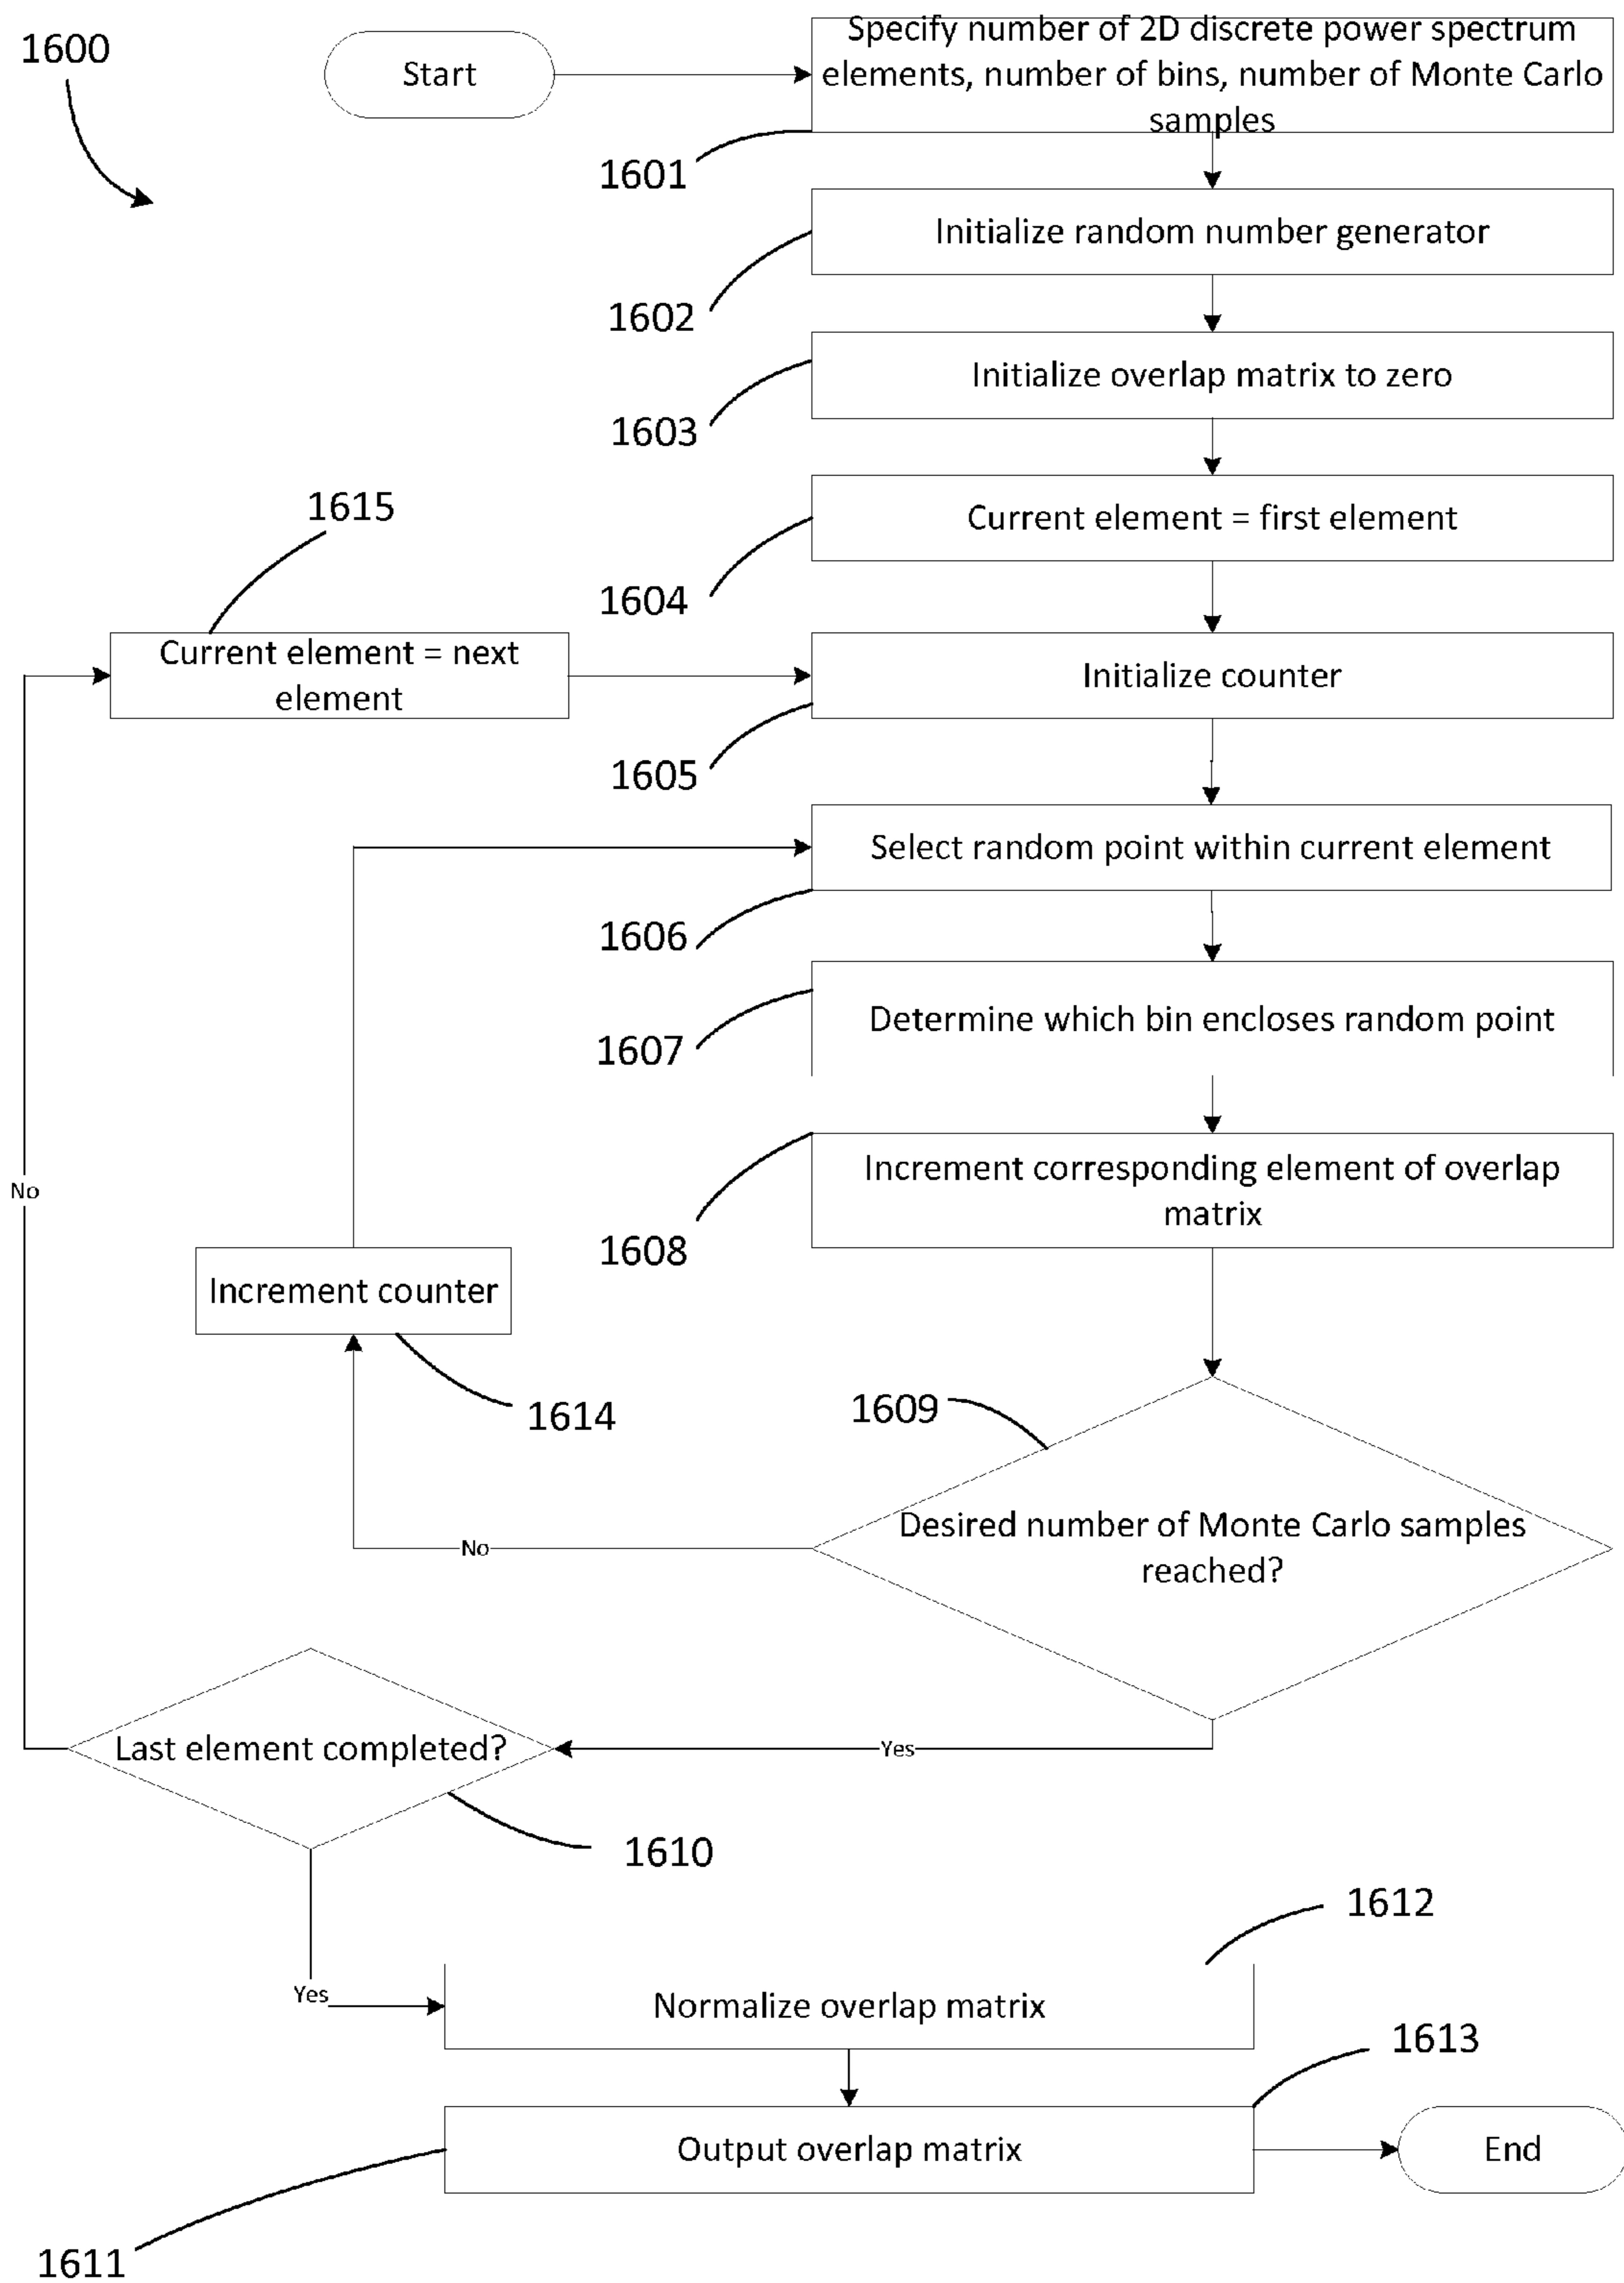 1600
Start
Specify number of 2D discrete power spectrum
elements, number of bins, number of Monte Carlo
samples
1601
Initialize random number generator
1602
Initialize overlap matrix to zero
1603
1615
Current element = first element
1604
Current element = next
element
Initialize counter
1605
Select random point within current element
1606
Determine which bin encloses random point
1607
No
Increment corresponding element of overlap
matrix
1608
Increment counter
1614
1609
Desired number of Monte Carlo samples
reached?
No
Last element completed?
Yes
1610
1612
Yes
Normalize overlap matrix
1613
Output overlap matrix
End
1611